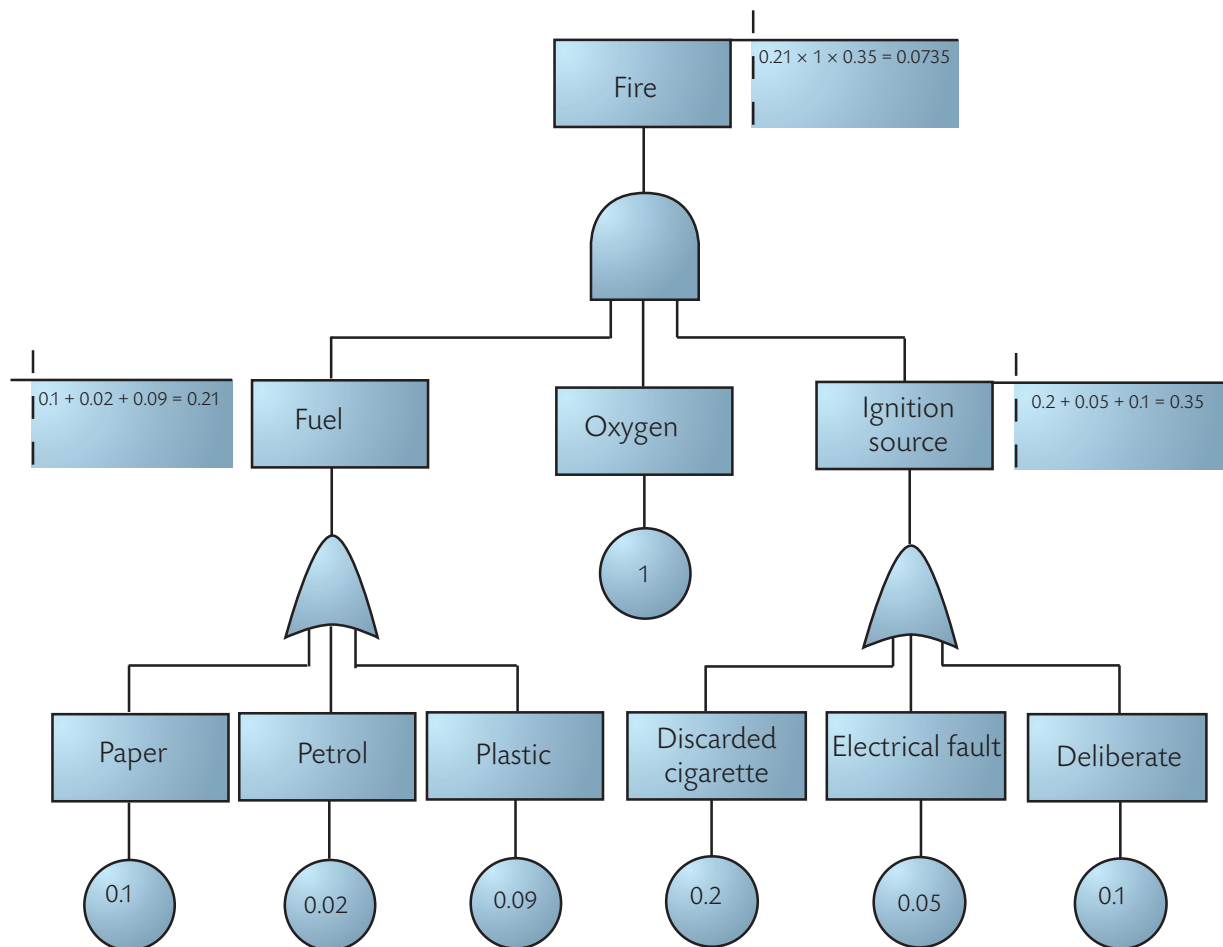 Fire
0.21 × 1 × 0.35 = 0.0735
0.1 + 0.02 + 0.09 = 0.21
Fuel
Oxygen
Ignition
source
0.2 + 0.05 + 0.1 = 0.35
1
Paper
Petrol
Plastic
Discarded
cigarette
Electrical fault
Deliberate
0.1
0.02
0.09
0.2
0.05
0.1